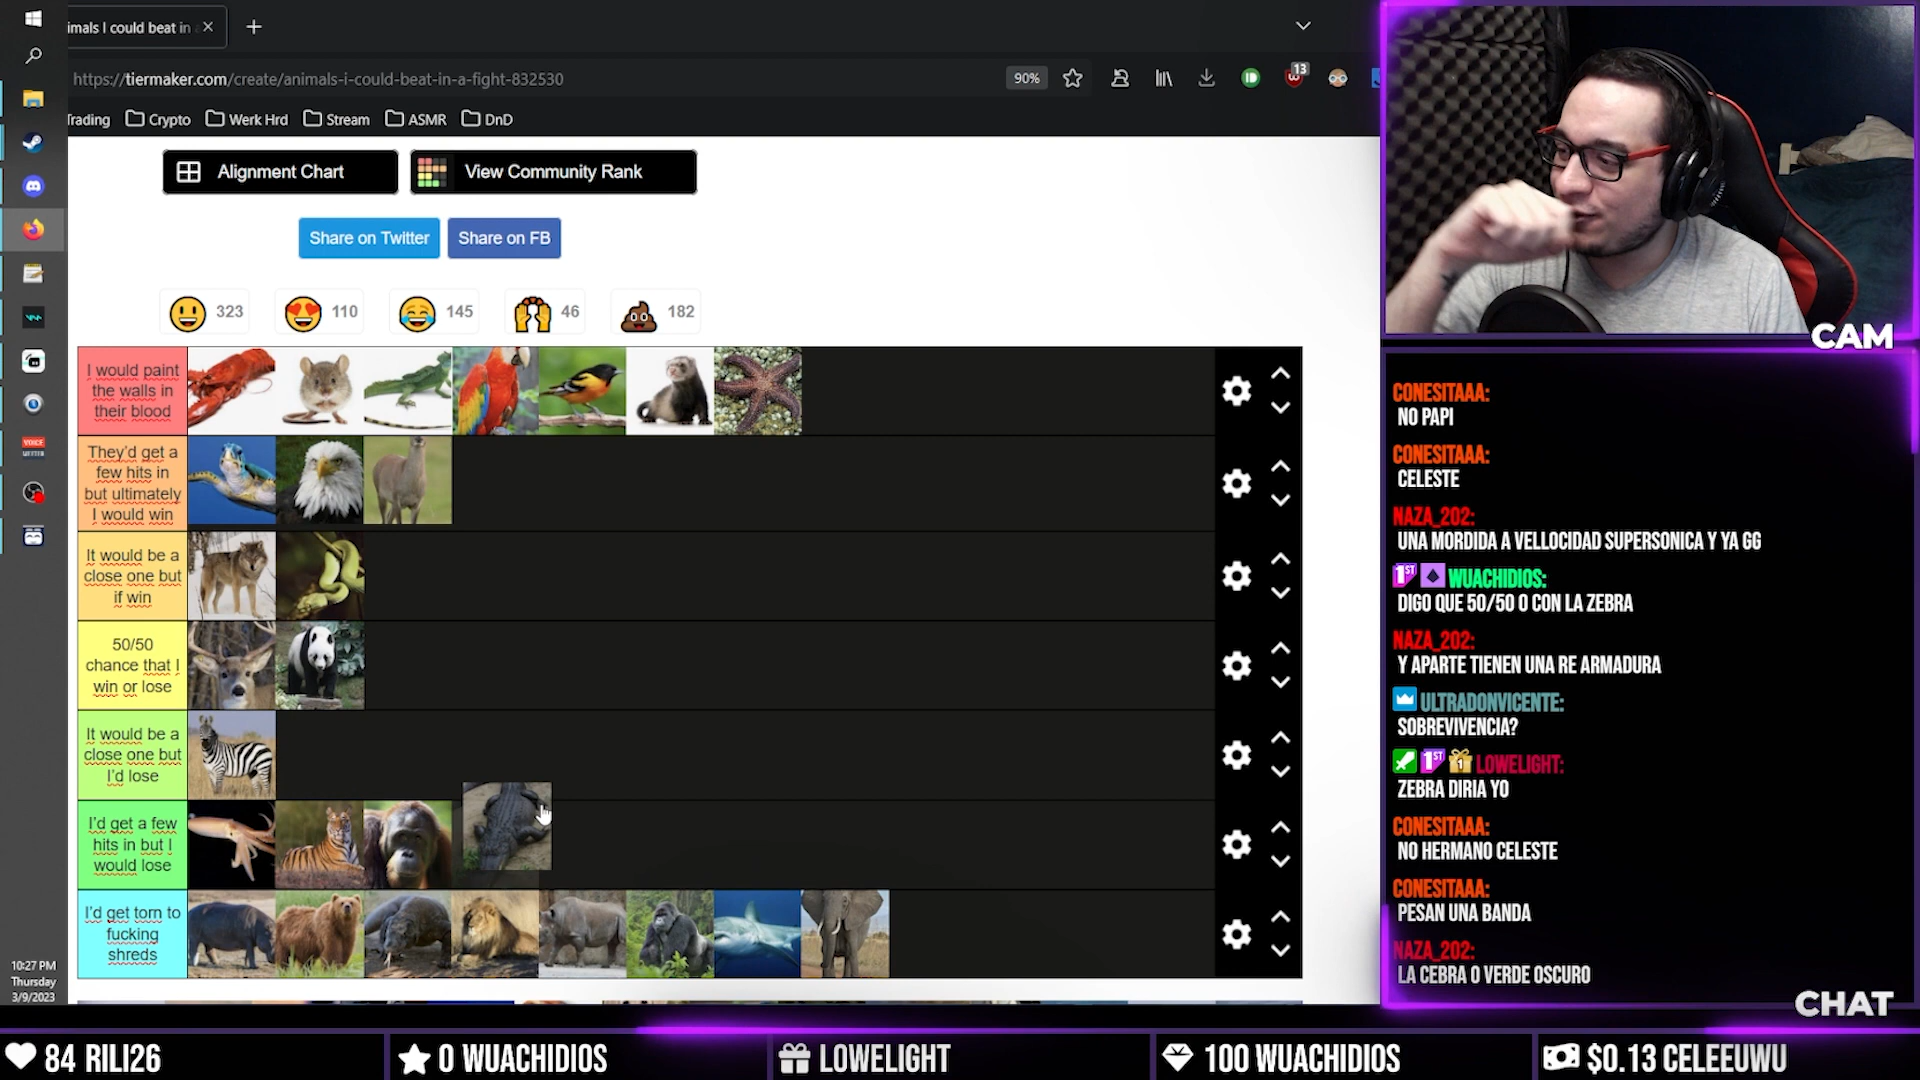 imals I could beat in
https://tiermaker.com/create/animals-i-could-beat-in-a-fight-832530
90%
13
Trading
Crypto
Werk Hrd
Stream
ASMR
DnD
Alignment Chart
View Community Rank
Share on Twitter
Share on FB
323
110
145
46
182
I would paint
the walls in
their blood
They'd get a
few hits in
but ultimately
I would win
It would be a
close one but
if win
50/50
chance that I
win or lose
It would be a
close one but
I'd lose
I'd get a few
hits in but I
would lose
I'd get torn to
fucking
shreds
10:27 PM
Thursday
3/9/2023
CAM
CONESITAAA:
NO PAPI
CONESITAAA:
CELESTE
NAZA_202:
UNA MORDIDA A VELLOCIDAD SUPERSONICA Y YA GG
1ST WUACHIDIOS:
DIGO QUE 50/50 O CON LA ZEBRA
NAZA_202:
Y APARTE TIENEN UNA RE ARMADURA
ULTRADONVICENTE:
SOBREVIVENCIA?
1ST 1 LOWELIGHT:
ZEBRA DIRIA YO
CONESITAAA:
NO HERMANO CELESTE
CONESITAAA:
PESAN UNA BANDA
NAZA_202:
LA CEBRA O VERDE OSCURO
CHAT
84 RILI26
0 WUACHIDIOS
LOWELIGHT
100 WUACHIDIOS
$0.13 CELEEUWU